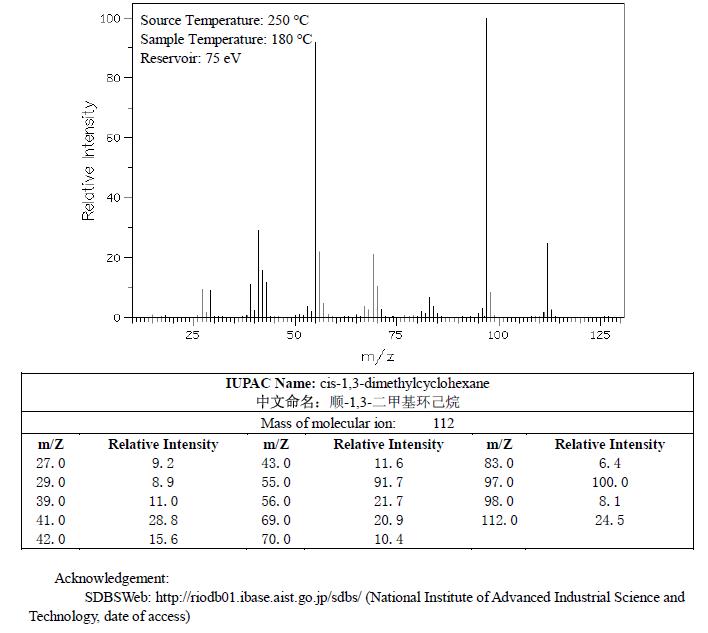 Source Temperature: 250 ℃
Sample Temperature: 180 ℃
Reservoir: 75 eV
100
80
60
40
20
0
Relative Intensity
25 50 75 100 125
m/z
IUPAC Name: cis-1,3-dimethylcyclohexane
中文命名：顺-1,3-二甲基环己烷
Mass of molecular ion: 112
m/Z Relative Intensity m/Z Relative Intensity m/Z Relative Intensity
27.0 9.2 43.0 11.6 83.0 6.4
29.0 8.9 55.0 91.7 97.0 100.0
39.0 11.0 56.0 21.7 98.0 8.1
41.0 28.8 69.0 20.9 112.0 24.5
42.0 15.6 70.0 10.4
Acknowledgement:
SDBSWeb: http://riodb01.ibase.aist.go.jp/sdbs/ (National Institute of Advanced Industrial Science and
Technology, date of access)